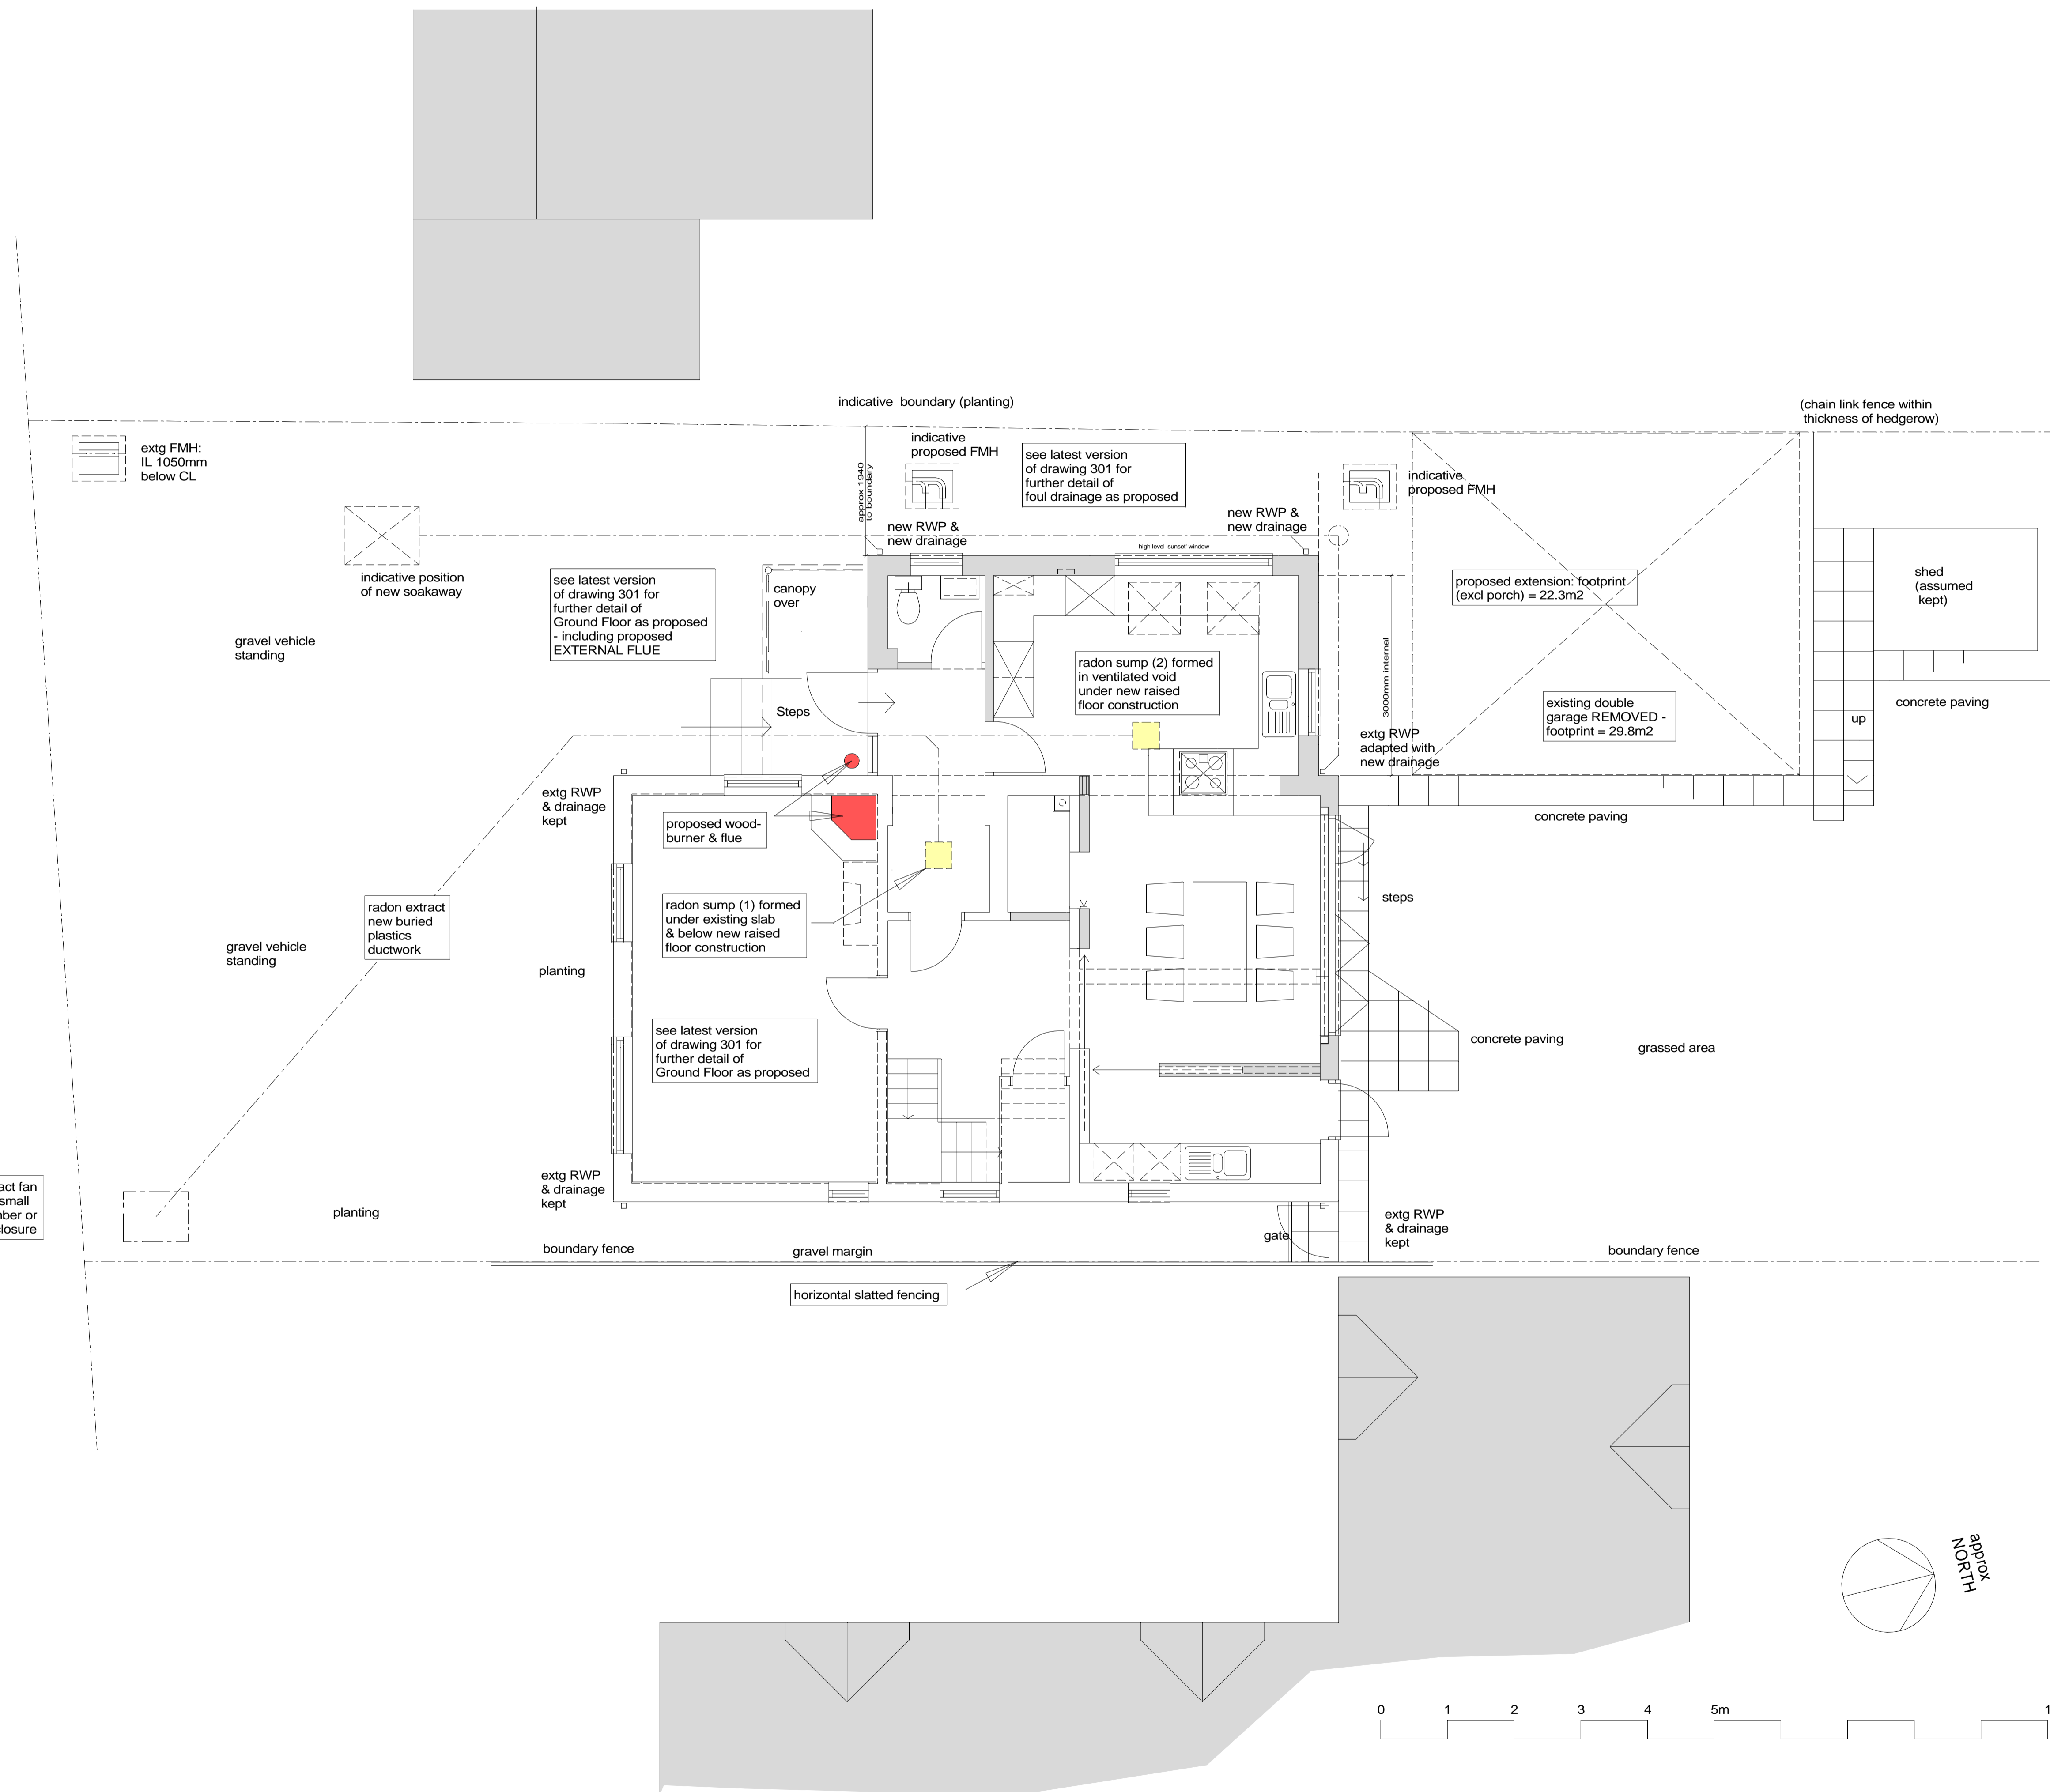 indicative boundary (planting)
(chain link fence within
thickness of hedgerow)
extg FMH:
IL 1050mm
below CL
indicative
proposed FMH
see latest version
of drawing 301 for
further detail of
foul drainage as proposed
indicative
proposed FMH
approx 1940
to boundary
new RWP &
new drainage
new RWP &
new drainage
high level 'sunset' window
indicative position
of new soakaway
see latest version
of drawing 301 for
further detail of
Ground Floor as proposed
- including proposed
EXTERNAL FLUE
canopy
over
proposed extension: footprint
(excl porch) = 22.3m2
shed
(assumed
kept)
gravel vehicle
standing
radon sump (2) formed
in ventilated void
under new raised
floor construction
3000mm internal
existing double
garage REMOVED -
footprint = 29.8m2
concrete paving
up
Steps
extg RWP
adapted with
new drainage
extg RWP
& drainage
kept
proposed wood-
burner & flue
concrete paving
steps
radon extract
new buried
plastics
ductwork
radon sump (1) formed
under existing slab
& below new raised
floor construction
gravel vehicle
standing
planting
see latest version
of drawing 301 for
further detail of
Ground Floor as proposed
concrete paving
grassed area
extg RWP
& drainage
kept
act fan
small
mber or
closure
planting
extg RWP
& drainage
kept
gate
boundary fence
gravel margin
boundary fence
horizontal slatted fencing
approx
NORTH
0 1 2 3 4 5m 1